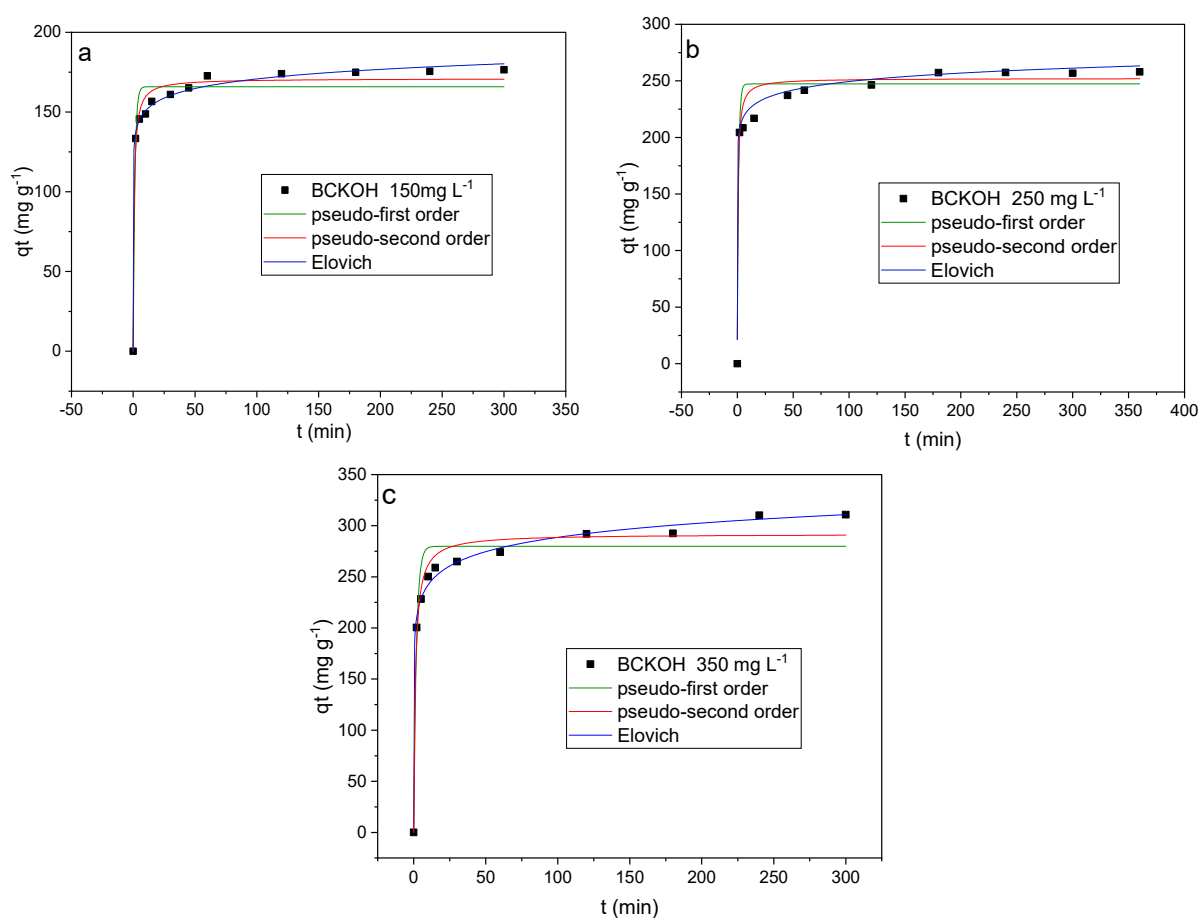 a
200
150
100
50
0
qt (mg g⁻¹)
BCKOH 150mg L⁻¹
pseudo-first order
pseudo-second order
Elovich
-50 0 50 100 150 200 250 300 350
t (min)
b
300
250
200
150
100
50
0
qt (mg g⁻¹)
BCKOH 250 mg L⁻¹
pseudo-first order
pseudo-second order
Elovich
-50 0 50 100 150 200 250 300 350 400
t (min)
c
350
300
250
200
150
100
50
0
qt (mg g⁻¹)
BCKOH 350 mg L⁻¹
pseudo-first order
pseudo-second order
Elovich
0 50 100 150 200 250 300
t (min)